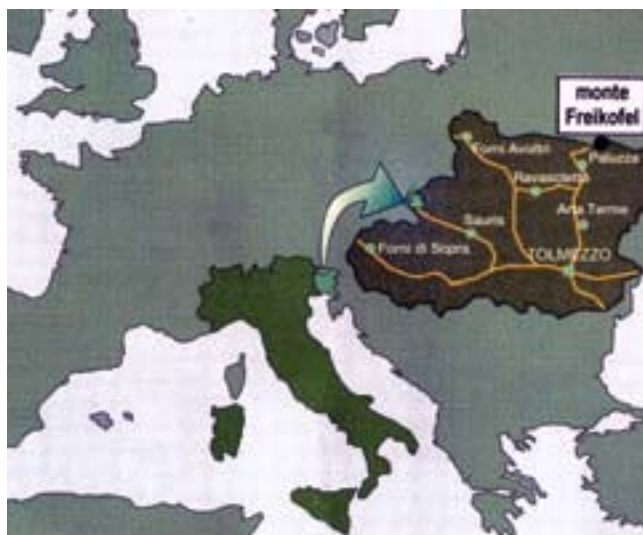 monte
Freikofel
Forni Avoltri
Paluzza
Ravascletto
Arta Terme
Sauris
Forni di Sopra
TOLMEZZO